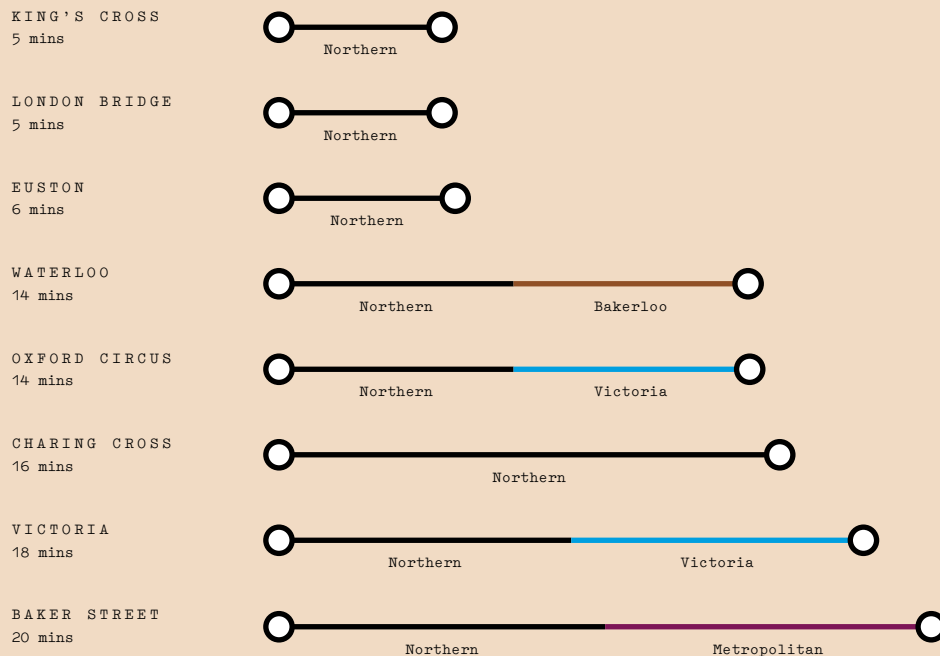 KING'S CROSS
5 mins
Northern
LONDON BRIDGE
5 mins
Northern
EUSTON
6 mins
Northern
WATERLOO
14 mins
Northern Bakerloo
OXFORD CIRCUS
14 mins
Northern Victoria
CHARING CROSS
16 mins
Northern
VICTORIA
18 mins
Northern Victoria
BAKER STREET
20 mins
Northern Metropolitan